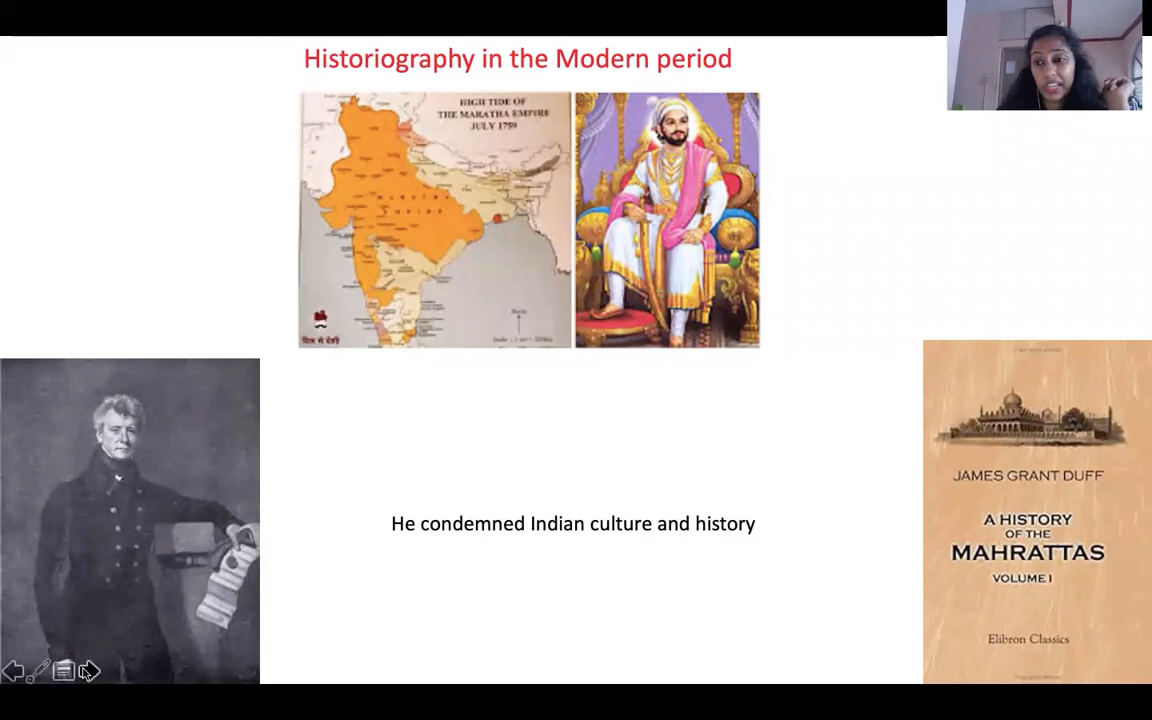 Historiography in the Modern period
HIGH TIDE OF
THE MARATHA EMPIRE
JULY 1759
He condemned Indian culture and history
JAMES GRANT DUFF
A HISTORY
OF THE
MAHRATTAS
VOLUME I
Elibron Classics